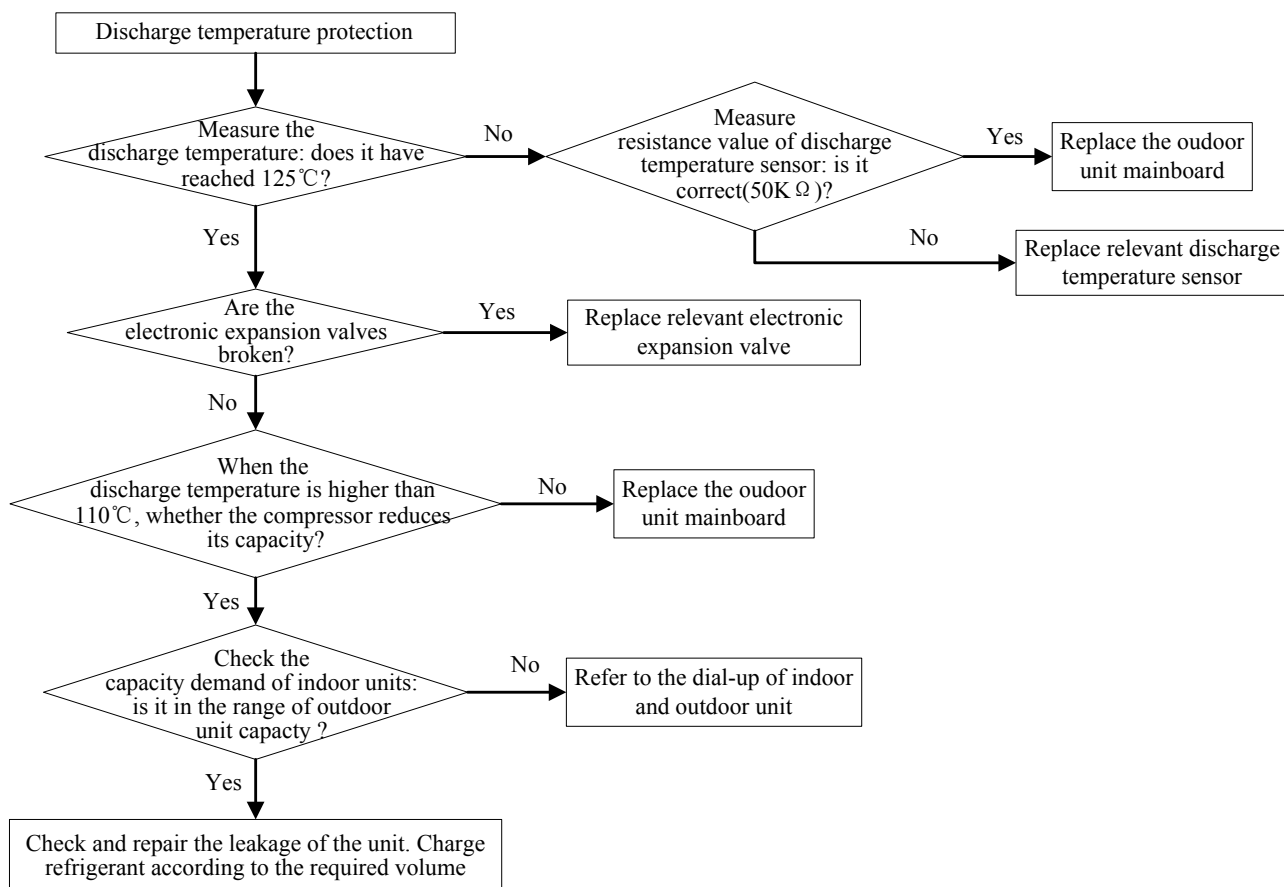 Discharge temperature protection
Measure the
discharge temperature: does it have
reached 125℃?
No
Measure
resistance value of discharge
temperature sensor: is it
correct(50KΩ)?
Yes
Replace the oudoor
unit mainboard
No
Replace relevant discharge
temperature sensor
Yes
Are the
electronic expansion valves
broken?
Yes
Replace relevant electronic
expansion valve
No
When the
discharge temperature is higher than
110℃, whether the compressor reduces
its capacity?
No
Replace the oudoor
unit mainboard
Yes
Check the
capacity demand of indoor units:
is it in the range of outdoor
unit capacty ?
No
Refer to the dial-up of indoor
and outdoor unit
Yes
Check and repair the leakage of the unit. Charge
refrigerant according to the required volume